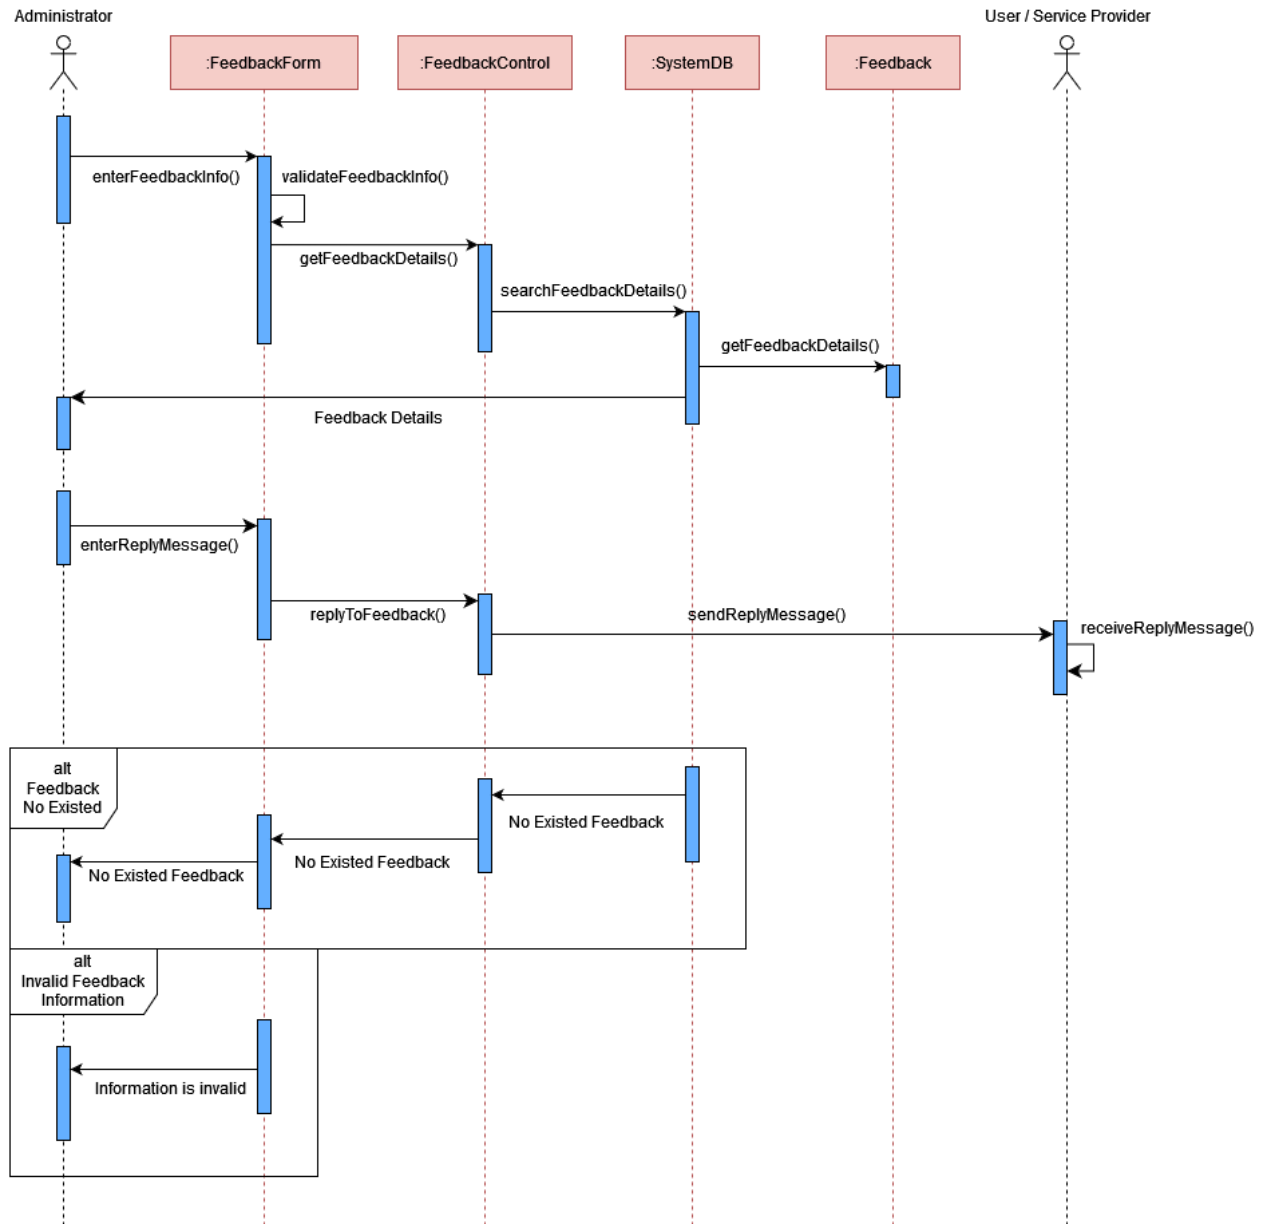 Administrator
User / Service Provider
:FeedbackForm
:FeedbackControl
:SystemDB
:Feedback
enterFeedbackInfo()
validateFeedbackInfo()
getFeedbackDetails()
searchFeedbackDetails()
getFeedbackDetails()
Feedback Details
enterReplyMessage()
replyToFeedback()
sendReplyMessage()
receiveReplyMessage()
alt
Feedback
No Existed
No Existed Feedback
No Existed Feedback
No Existed Feedback
alt
Invalid Feedback
Information
Information is invalid